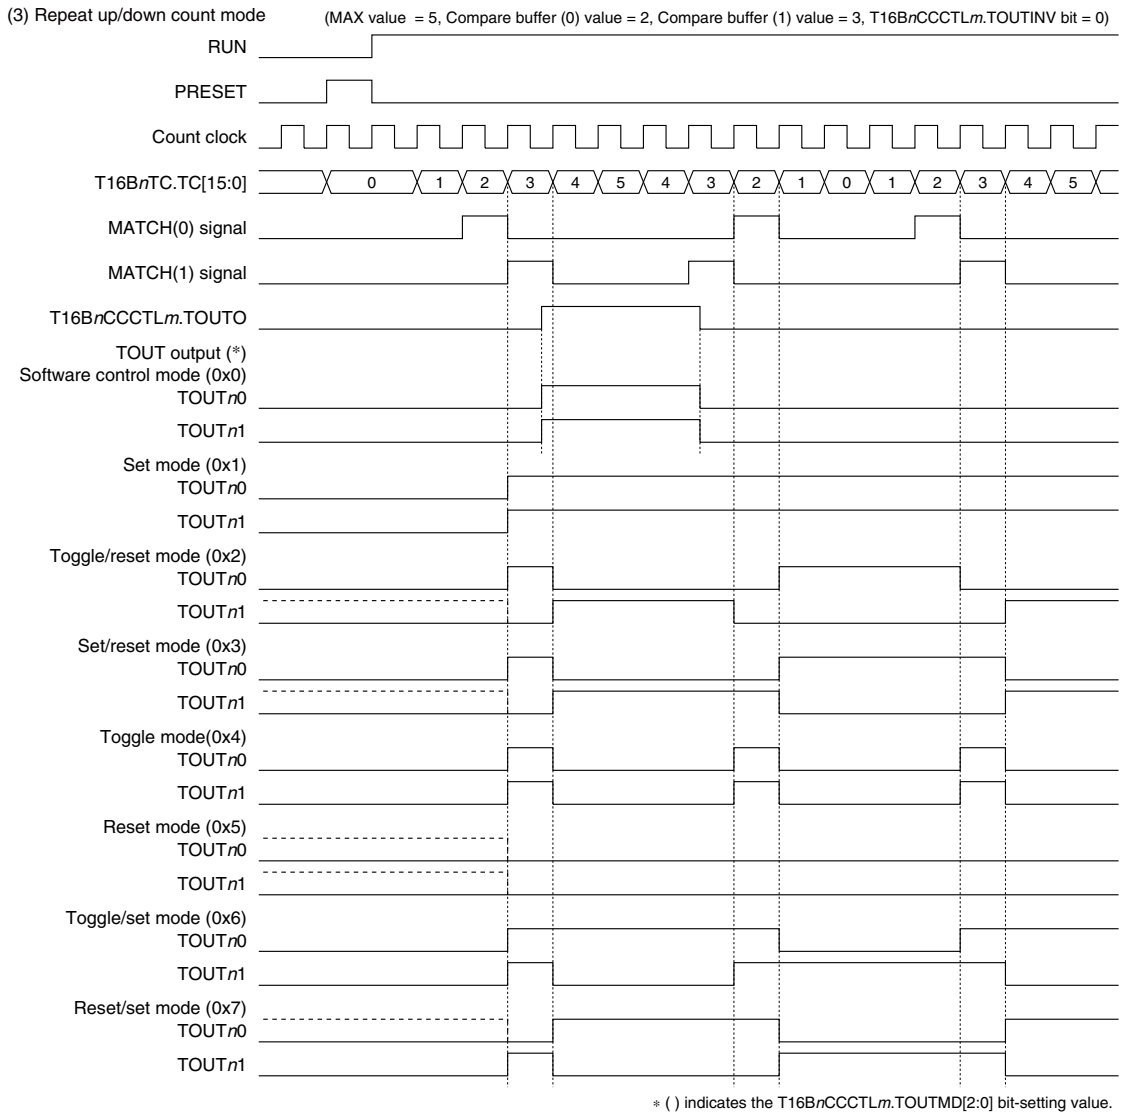 (3) Repeat up/down count mode (MAX value = 5, Compare buffer (0) value = 2, Compare buffer (1) value = 3, T16BnCCCTLm.TOUTINV bit = 0)
RUN
PRESET
Count clock
T16BnTC.TC[15:0] 0 1 2 3 4 5 4 3 2 1 0 1 2 3 4 5
MATCH(0) signal
MATCH(1) signal
T16BnCCCTLm.TOUTO
TOUT output (*)
Software control mode (0x0)
TOUTn0
TOUTn1
Set mode (0x1)
TOUTn0
TOUTn1
Toggle/reset mode (0x2)
TOUTn0
TOUTn1
Set/reset mode (0x3)
TOUTn0
TOUTn1
Toggle mode(0x4)
TOUTn0
TOUTn1
Reset mode (0x5)
TOUTn0
TOUTn1
Toggle/set mode (0x6)
TOUTn0
TOUTn1
Reset/set mode (0x7)
TOUTn0
TOUTn1
* ( ) indicates the T16BnCCCTLm.TOUTMD[2:0] bit-setting value.